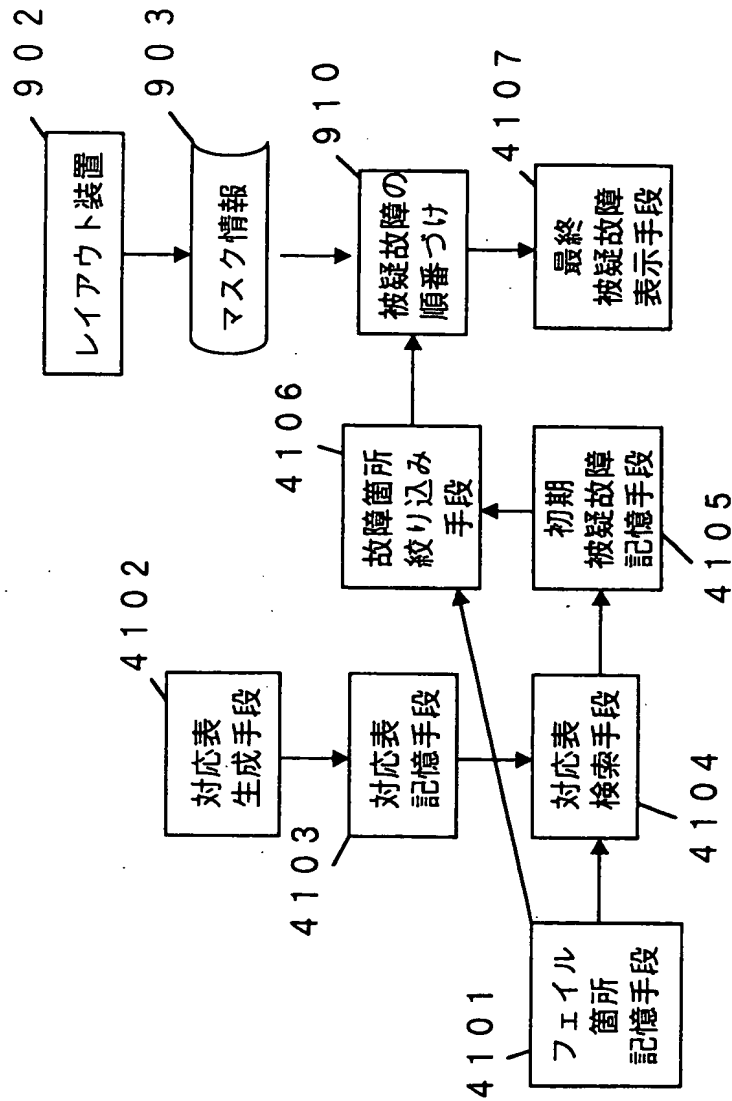 902
レイアウト装置
903
マスク情報
910
被疑故障の
順番づけ
4107
最終
被疑故障
表示手段
4106
故障箇所
絞り込み
手段
4105
初期
被疑故障
記憶手段
4102
対応表
生成手段
4103
対応表
記憶手段
4104
対応表
検索手段
4101
フェイル
箇所
記憶手段